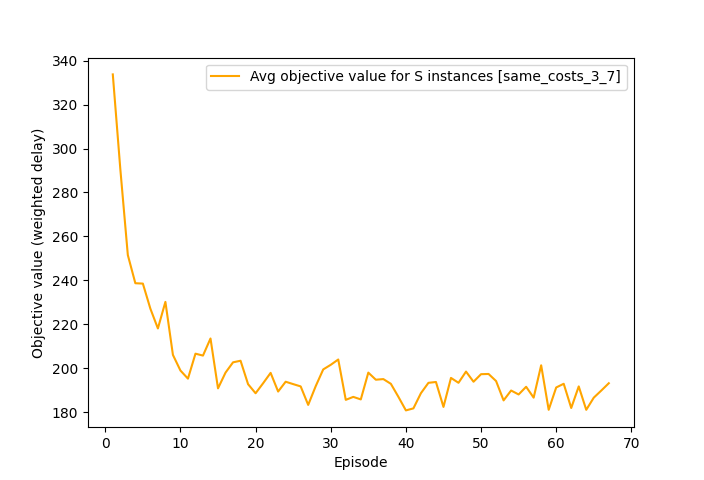 Avg objective value for S instances [same_costs_3_7]
Objective value (weighted delay)
340
320
300
280
260
240
220
200
180
0 10 20 30 40 50 60 70
Episode